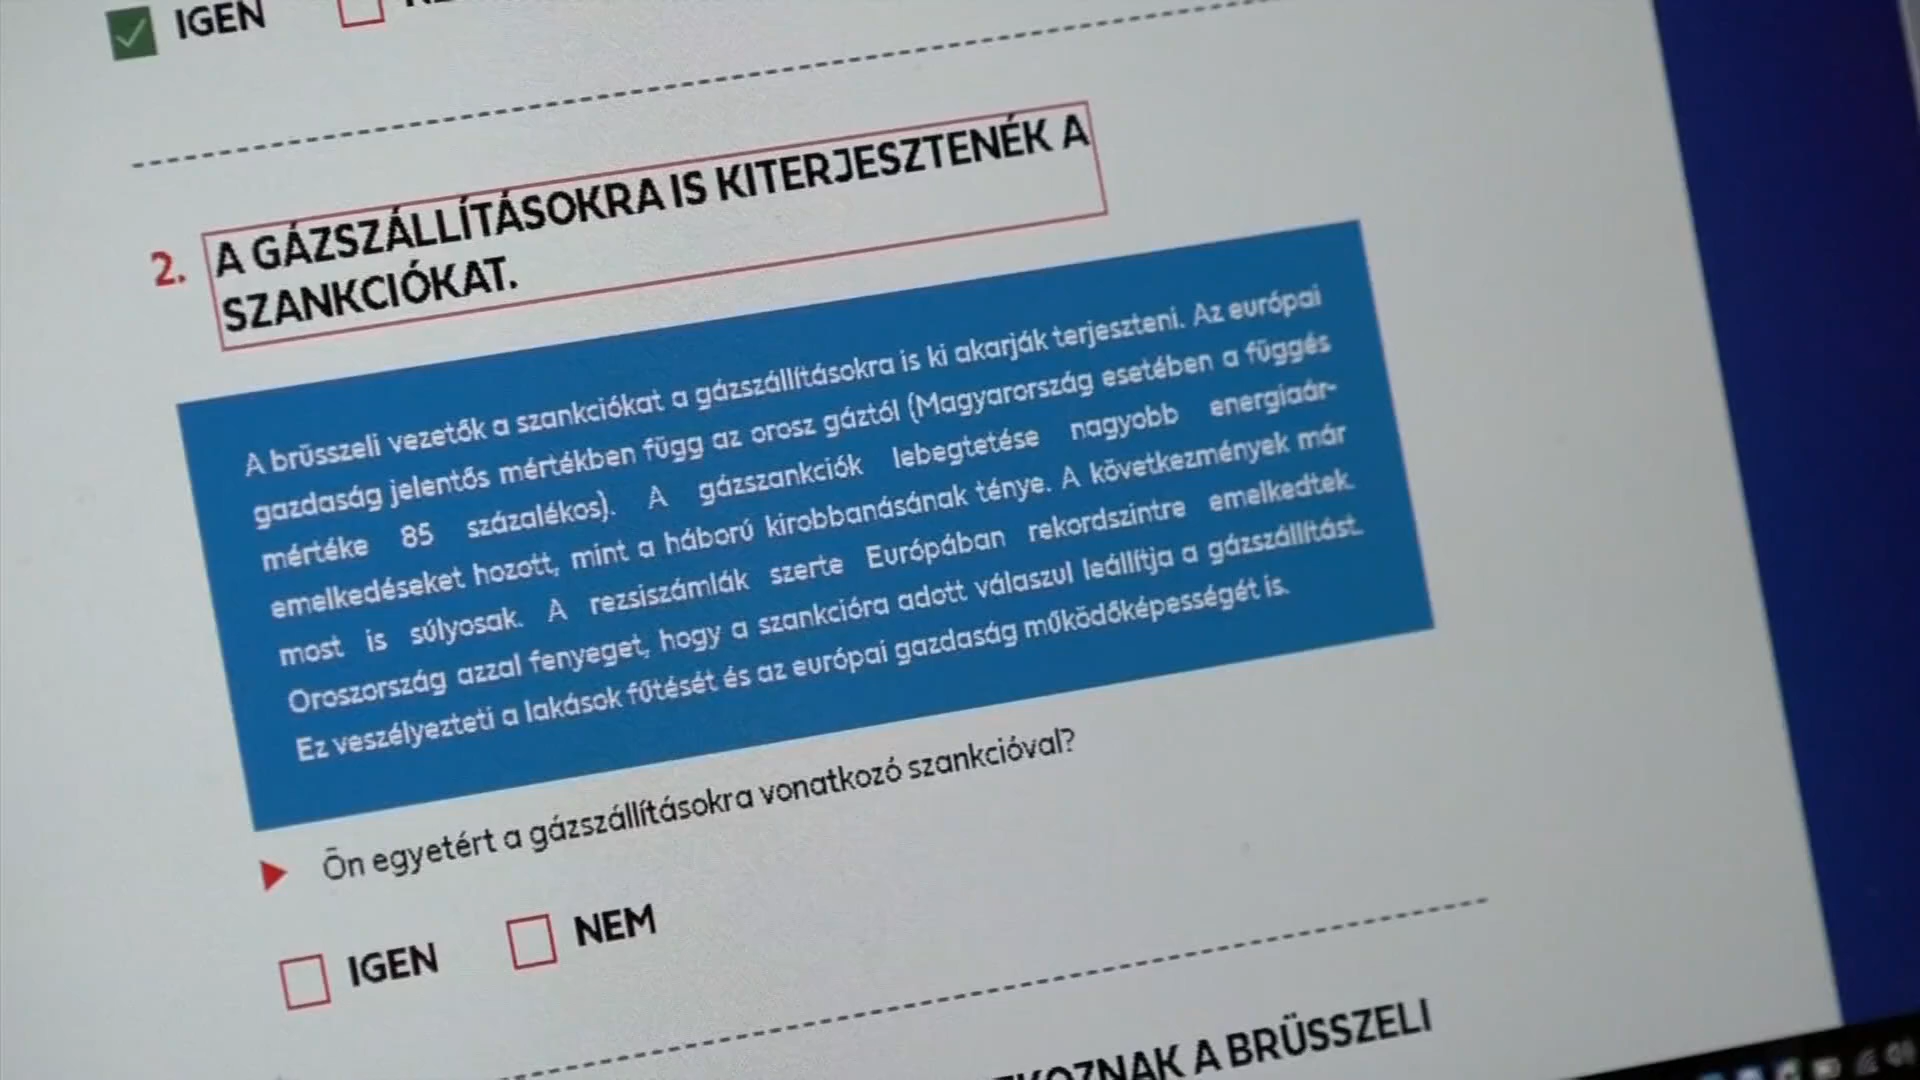 IGEN
2. A GÁZSZÁLLÍTÁSOKRA IS KITERJESZTENÉK A
SZANKCIÓKAT.
A brüsszeli vezetők a szankciókat a gázszállításokra is ki akarják terjeszteni. Az európai
gazdaság jelentős mértékben függ az orosz gáztól (Magyarország esetében a függés
mértéke 85 százalékos). A gázszankciók lebegtetése nagyobb energiaár-
emelkedéseket hozott, mint a háború kirobbanásának ténye. A következmények már
most is súlyosak. A rezsiszámlák szerte Európában rekordszintre emelkedtek.
Oroszország azzal fenyeget, hogy a szankcióra adott válaszul leállítja a gázszállítást.
Ez veszélyezteti a lakások fűtését és az európai gazdaság működőképességét is.
Ön egyetért a gázszállításokra vonatkozó szankcióval?
IGEN NEM
A BRÜSSZELI